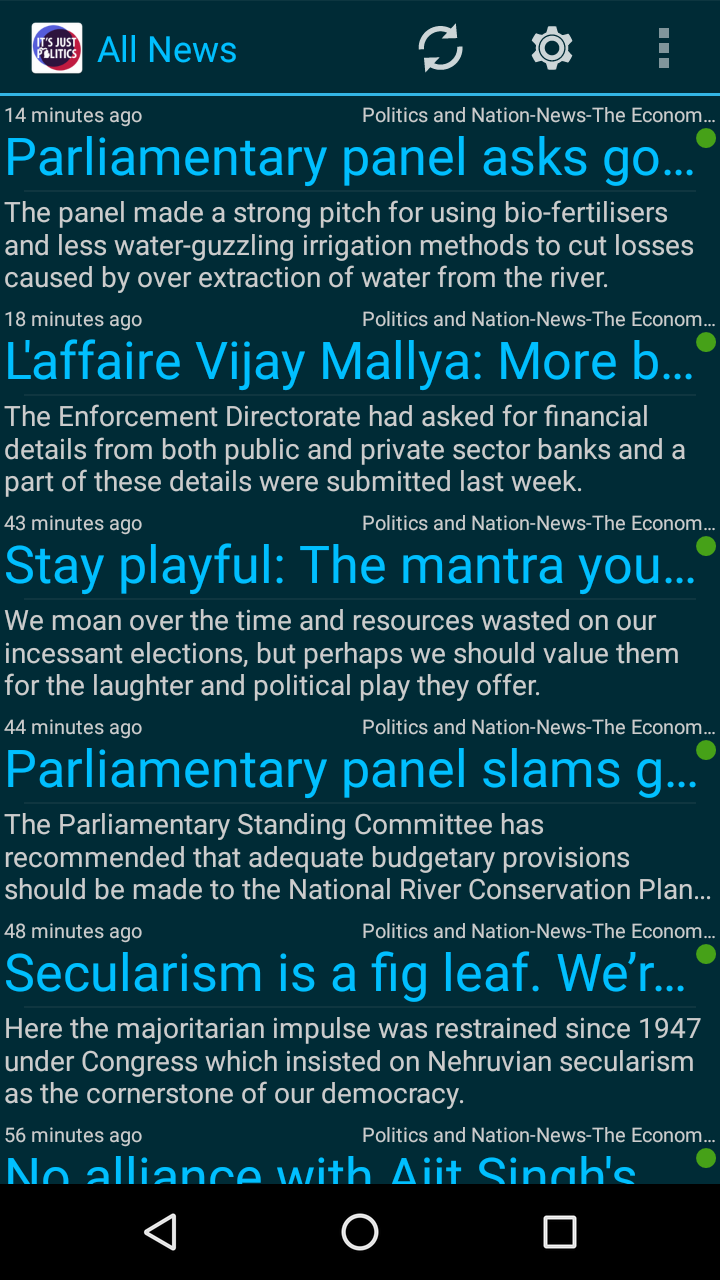 IT'S JUST
POLITICS
All News
14 minutes ago Politics and Nation-News-The Econom...
Parliamentary panel asks go...
The panel made a strong pitch for using bio-fertilisers
and less water-guzzling irrigation methods to cut losses
caused by over extraction of water from the river.
18 minutes ago Politics and Nation-News-The Econom...
L'affaire Vijay Mallya: More b...
The Enforcement Directorate had asked for financial
details from both public and private sector banks and a
part of these details were submitted last week.
43 minutes ago Politics and Nation-News-The Econom...
Stay playful: The mantra you...
We moan over the time and resources wasted on our
incessant elections, but perhaps we should value them
for the laughter and political play they offer.
44 minutes ago Politics and Nation-News-The Econom...
Parliamentary panel slams g...
The Parliamentary Standing Committee has
recommended that adequate budgetary provisions
should be made to the National River Conservation Plan...
48 minutes ago Politics and Nation-News-The Econom...
Secularism is a fig leaf. We’r...
Here the majoritarian impulse was restrained since 1947
under Congress which insisted on Nehruvian secularism
as the cornerstone of our democracy.
56 minutes ago Politics and Nation-News-The Econom...
No alliance with Ajit Singh's